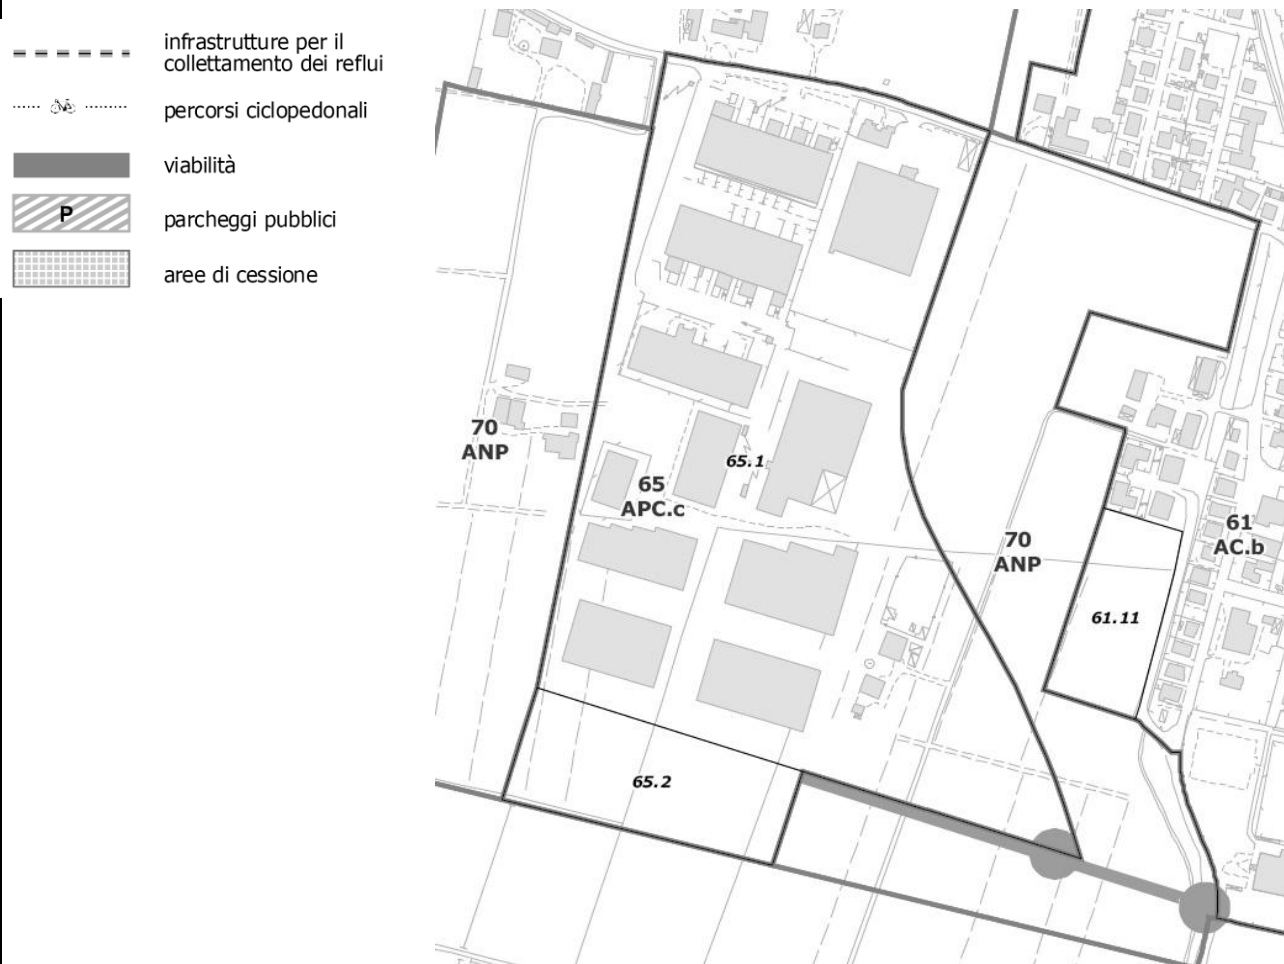 infrastrutture per il
collettamento dei reflui
percorsi ciclopedonali
viabilità
P
parcheggi pubblici
aree di cessione
70
ANP
65.1
65
APC.c
70
ANP
61
AC.b
61.11
65.2